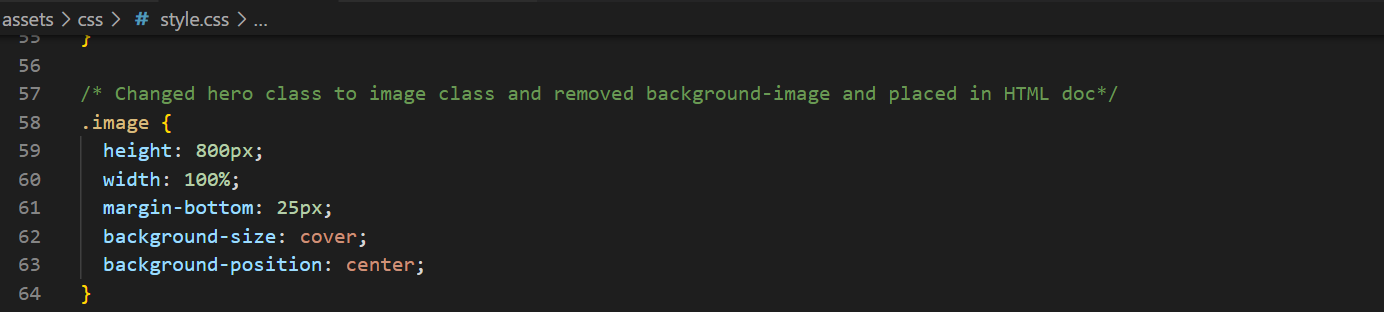 assets > css > # style.css > ...
55 }
56
57 /* Changed hero class to image class and removed background-image and placed in HTML doc*/
58 .image {
59 height: 800px;
60 width: 100%;
61 margin-bottom: 25px;
62 background-size: cover;
63 background-position: center;
64 }